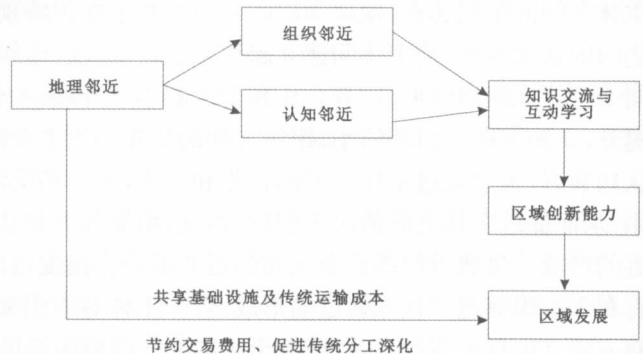 组织邻近
地理邻近
认知邻近
知识交流与
互动学习
区域创新能力
共享基础设施及传统运输成本
区域发展
节约交易费用、促进传统分工深化